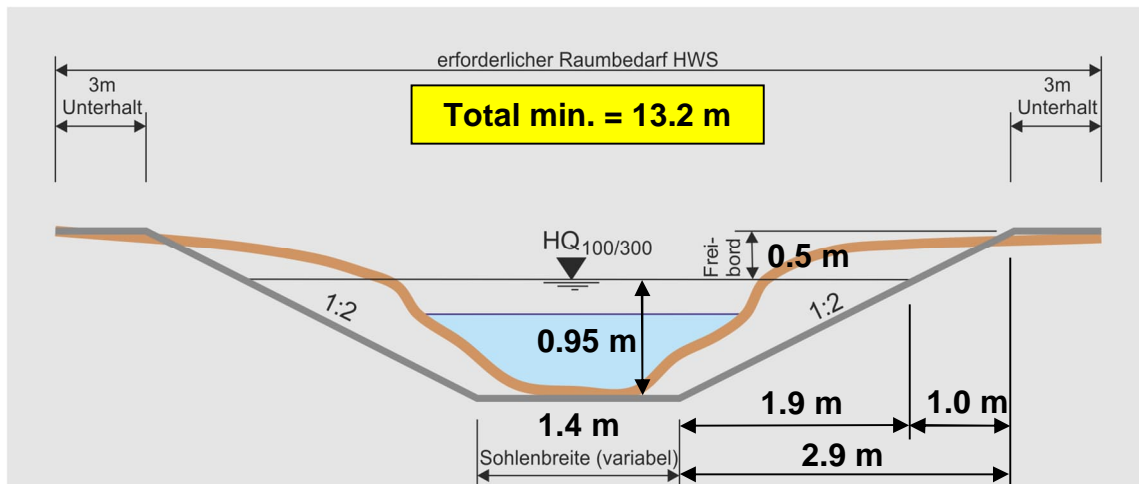 erforderlicher Raumbedarf HWS
3m
Unterhalt
3m
Unterhalt
Total min. = 13.2 m
HQ100/300
Frei-
bord
0.5 m
1:2
1:2
0.95 m
1.4 m
1.9 m
1.0 m
Sohlenbreite (variabel)
2.9 m